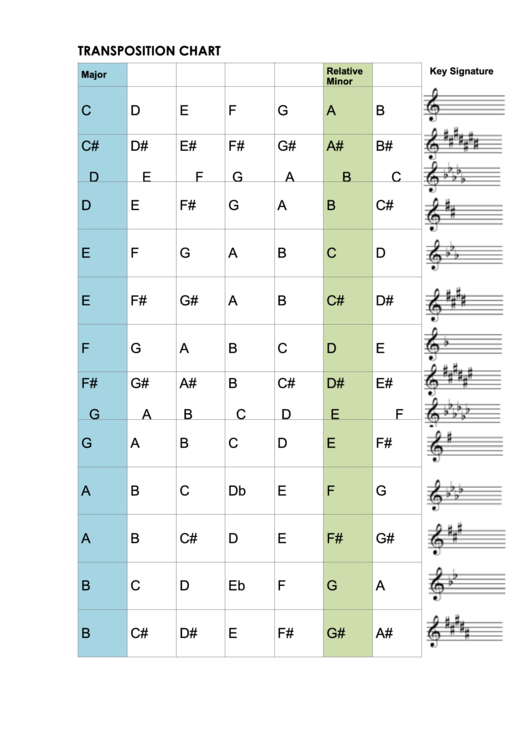 TRANSPOSITION CHART
Major Relative Minor Key Signature
C D E F G A B
C# D# E# F# G# A# B#
D E F G A B C
D E F# G A B C#
E F G A B C D
E F# G# A B C# D#
F G A B C D E
F# G# A# B C# D# E#
G A B C D E F
G A B C D E F#
A B C Db E F G
A B C# D E F# G#
B C D Eb F G A
B C# D# E F# G# A#